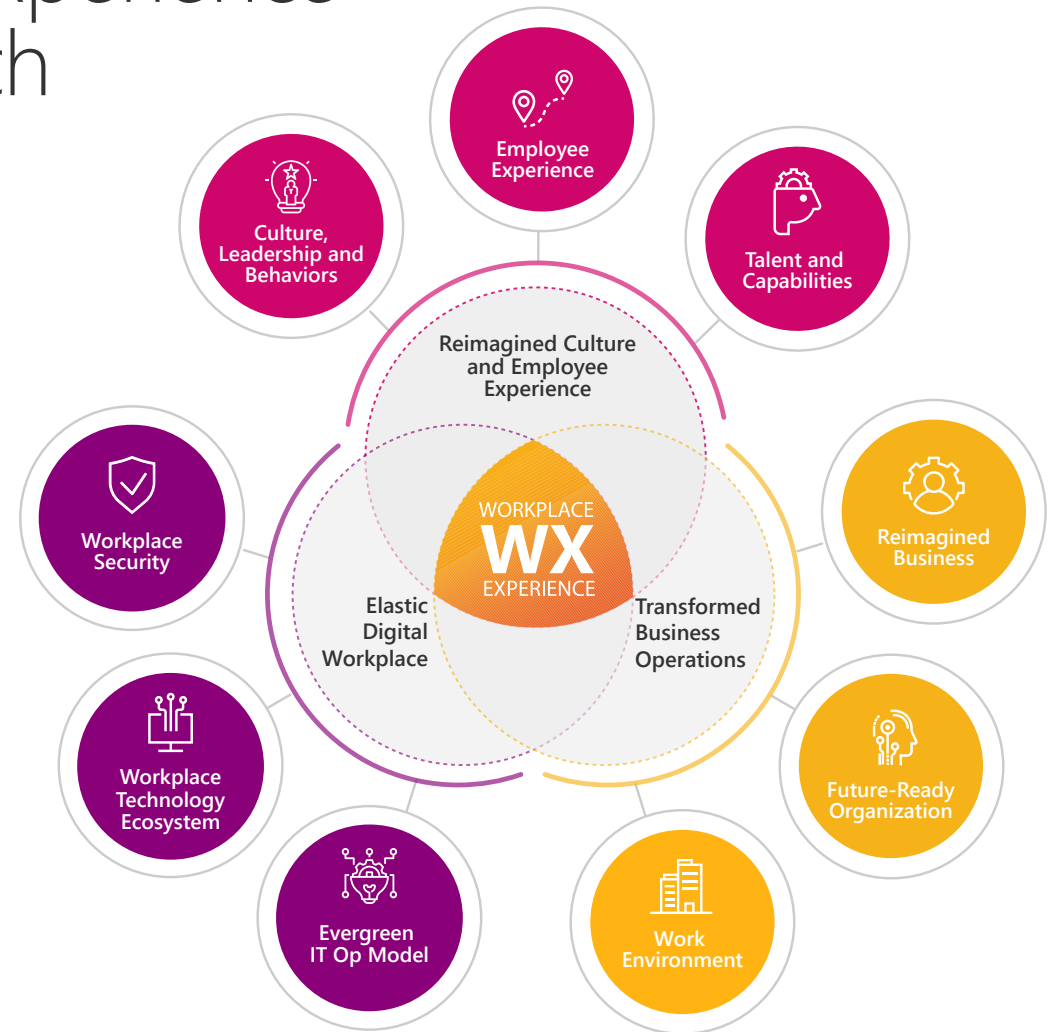 Employee
Experience
Culture,
Leadership and
Behaviors
Talent and
Capabilities
Reimagined Culture
and Employee
Experience
Workplace
Security
WORKPLACE
WX
EXPERIENCE
Reimagined
Business
Elastic
Digital
Workplace
Transformed
Business
Operations
Workplace
Technology
Ecosystem
Future-Ready
Organization
Evergreen
IT Op Model
Work
Environment